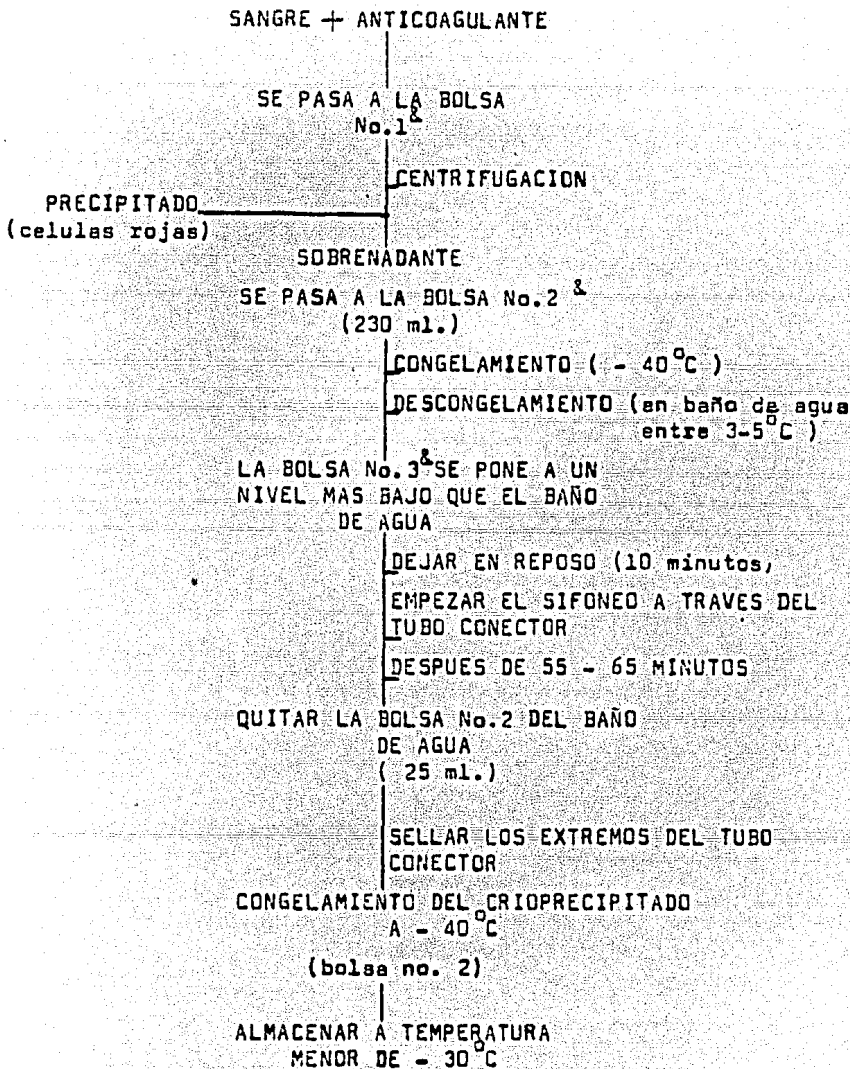 SANGRE + ANTICOAGULANTE
SE PASA A LA BOLSA
No.1&
CENTRIFUGACION
PRECIPITADO
(celulas rojas)
SOBRENADANTE
SE PASA A LA BOLSA No.2 &
(230 ml.)
CONGELAMIENTO ( - 40°C )
DESCONGELAMIENTO (en baño de agua
entre 3-5°C )
LA BOLSA No.3& SE PONE A UN
NIVEL MAS BAJO QUE EL BAÑO
DE AGUA
DEJAR EN REPOSO (10 minutos,
EMPEZAR EL SIFONEO A TRAVES DEL
TUBO CONECTOR
DESPUES DE 55 - 65 MINUTOS
QUITAR LA BOLSA No.2 DEL BAÑO
DE AGUA
( 25 ml.)
SELLAR LOS EXTREMOS DEL TUBO
CONECTOR
CONGELAMIENTO DEL CRIOPRECIPITADO
A - 40°C
(bolsa no. 2)
ALMACENAR A TEMPERATURA
MENOR DE - 30°C